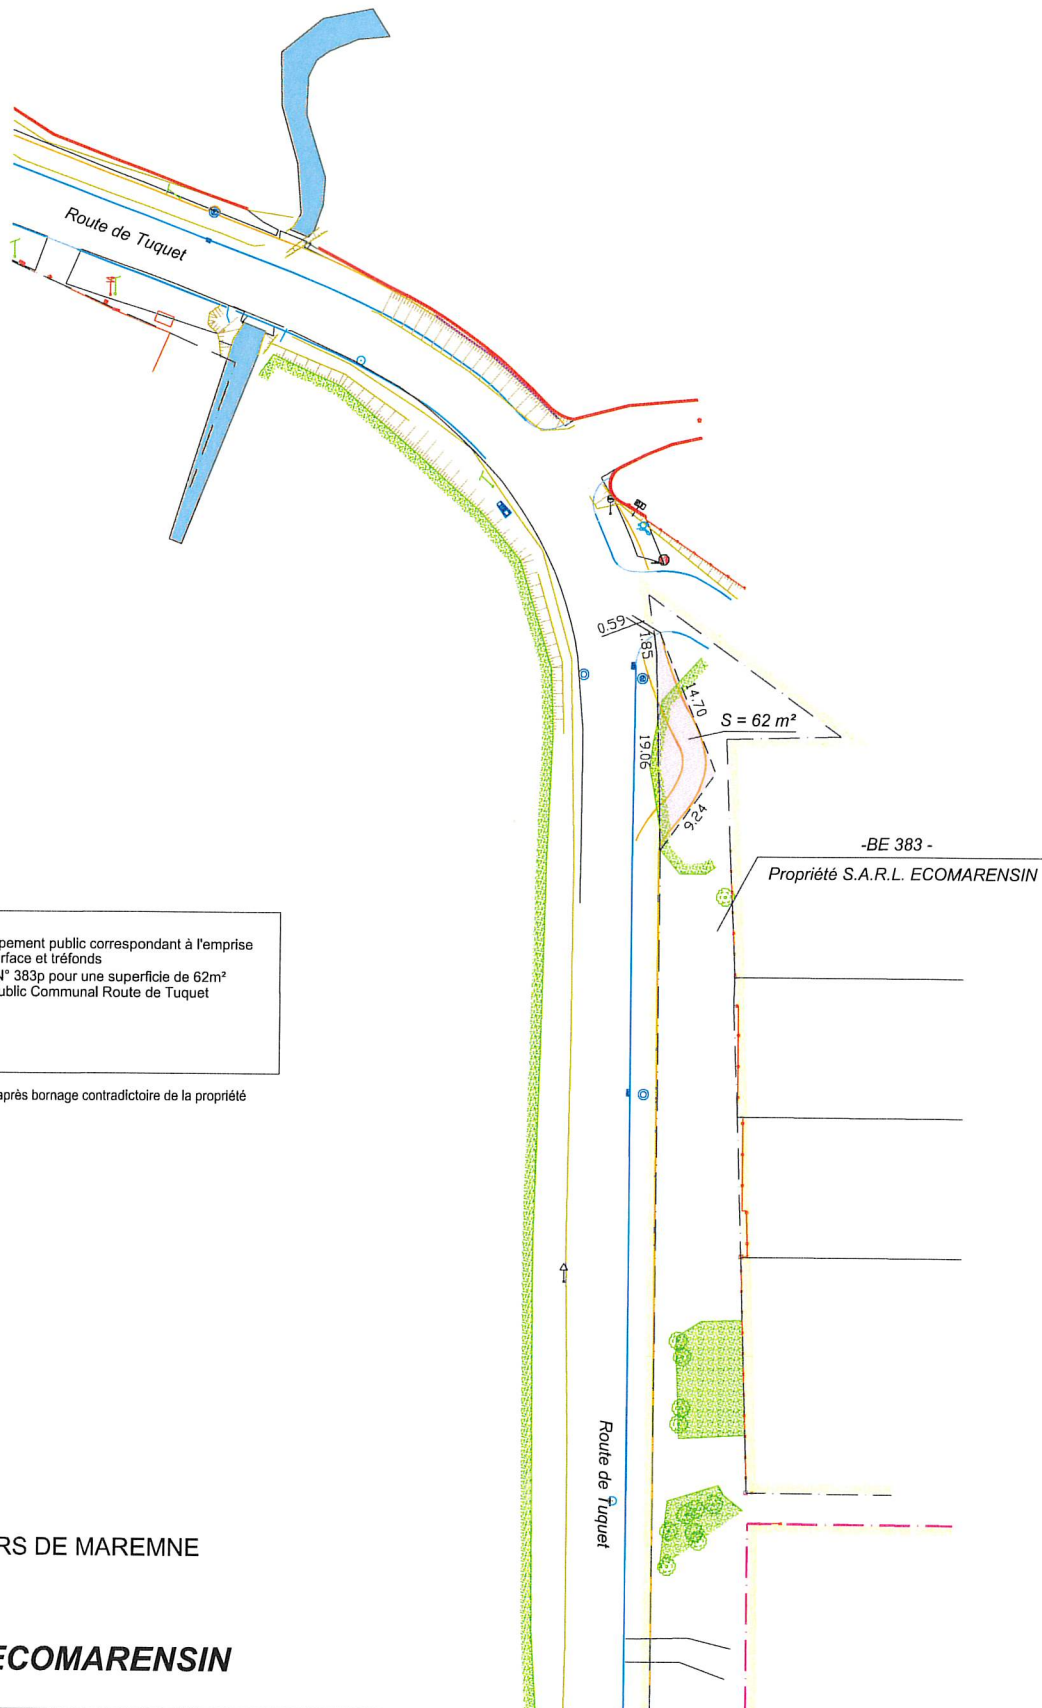 Route de Tuquet
0.59
1.85
14.70
S = 62 m²
19.06
9.24
-BE 383 -
Propriété S.A.R.L. ECOMARENSIN
pement public correspondant à l'emprise
rface et tréfonds
N° 383p pour une superficie de 62m²
ublic Communal Route de Tuquet
après bornage contradictoire de la propriété
Route de Tuquet
RS DE MAREMNE
ECOMARENSIN